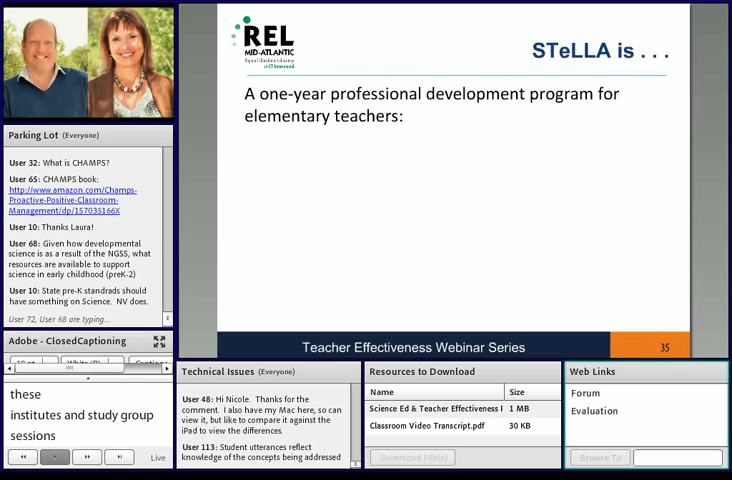 REL
MID-ATLANTIC
STeLLA is . . .
A one-year professional development program for
elementary teachers:
Teacher Effectiveness Webinar Series
35
Parking Lot (Everyone)
User 32: What is CHAMPS?
User 65: CHAMPS book:
http://www.amazon.com/Champs-
Proactive-Positive-Classroom-
Management/dp/157035166X
User 10: Thanks Laura!
User 68: Given how developmental
science is as a result of the NGSS, what
resources are available to support
science in early childhood (preK-2)
User 10: State pre-K standrads should
have something on Science.  NV does.
User 72, User 68 are typing...
Adobe - ClosedCaptioning
these
institutes and study group
sessions
Live
Technical Issues (Everyone)
User 48: Hi Nicole.  Thanks for the
comment.  I also have my Mac here, so can
view it, but like to compare it against the
iPad to view the differences.
User 113: Student utterances reflect
knowledge of the concepts being addressed
Resources to Download
Name Size
Science Ed & Teacher Effectiveness 1 MB
Classroom Video Transcript.pdf 30 KB
Download File(s)
Web Links
Forum
Evaluation
Browse To